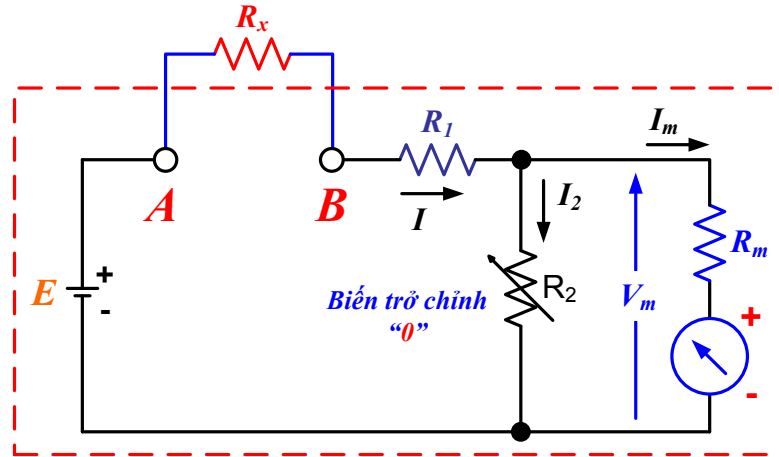 Rx
R1
Im
A
B
I
I2
Rm
E
+
-
Biến trở chỉnh
“0”
R2
Vm
+
-